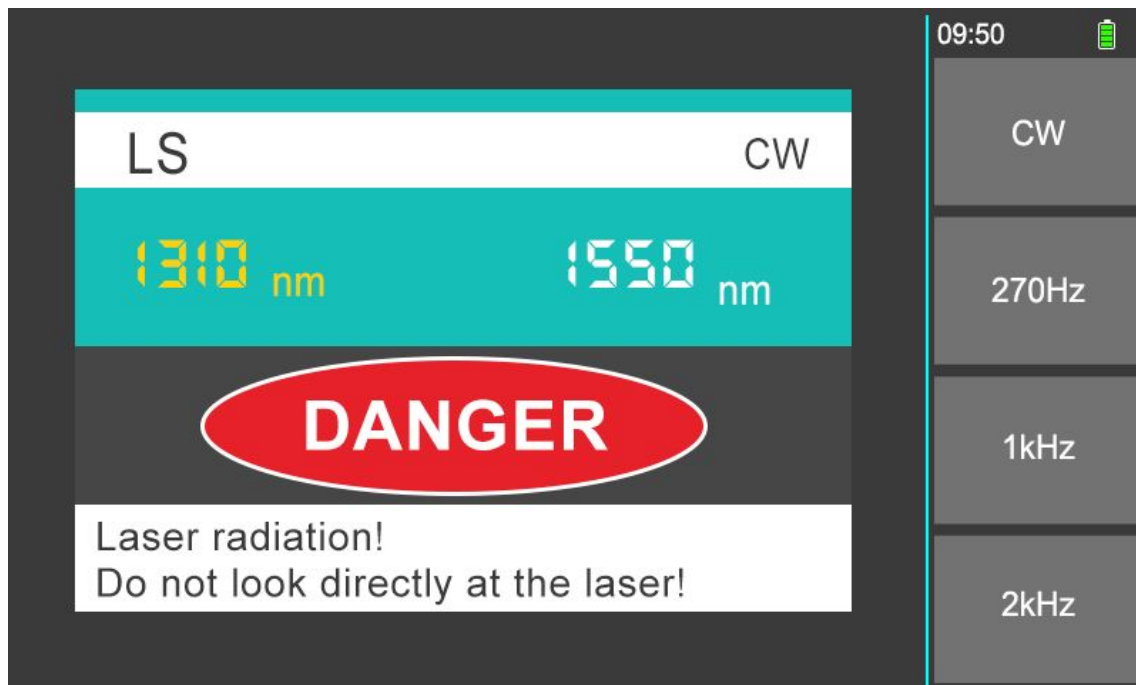 09:50
LS CW
1310 nm 1550 nm
DANGER
Laser radiation!
Do not look directly at the laser!
CW
270Hz
1kHz
2kHz